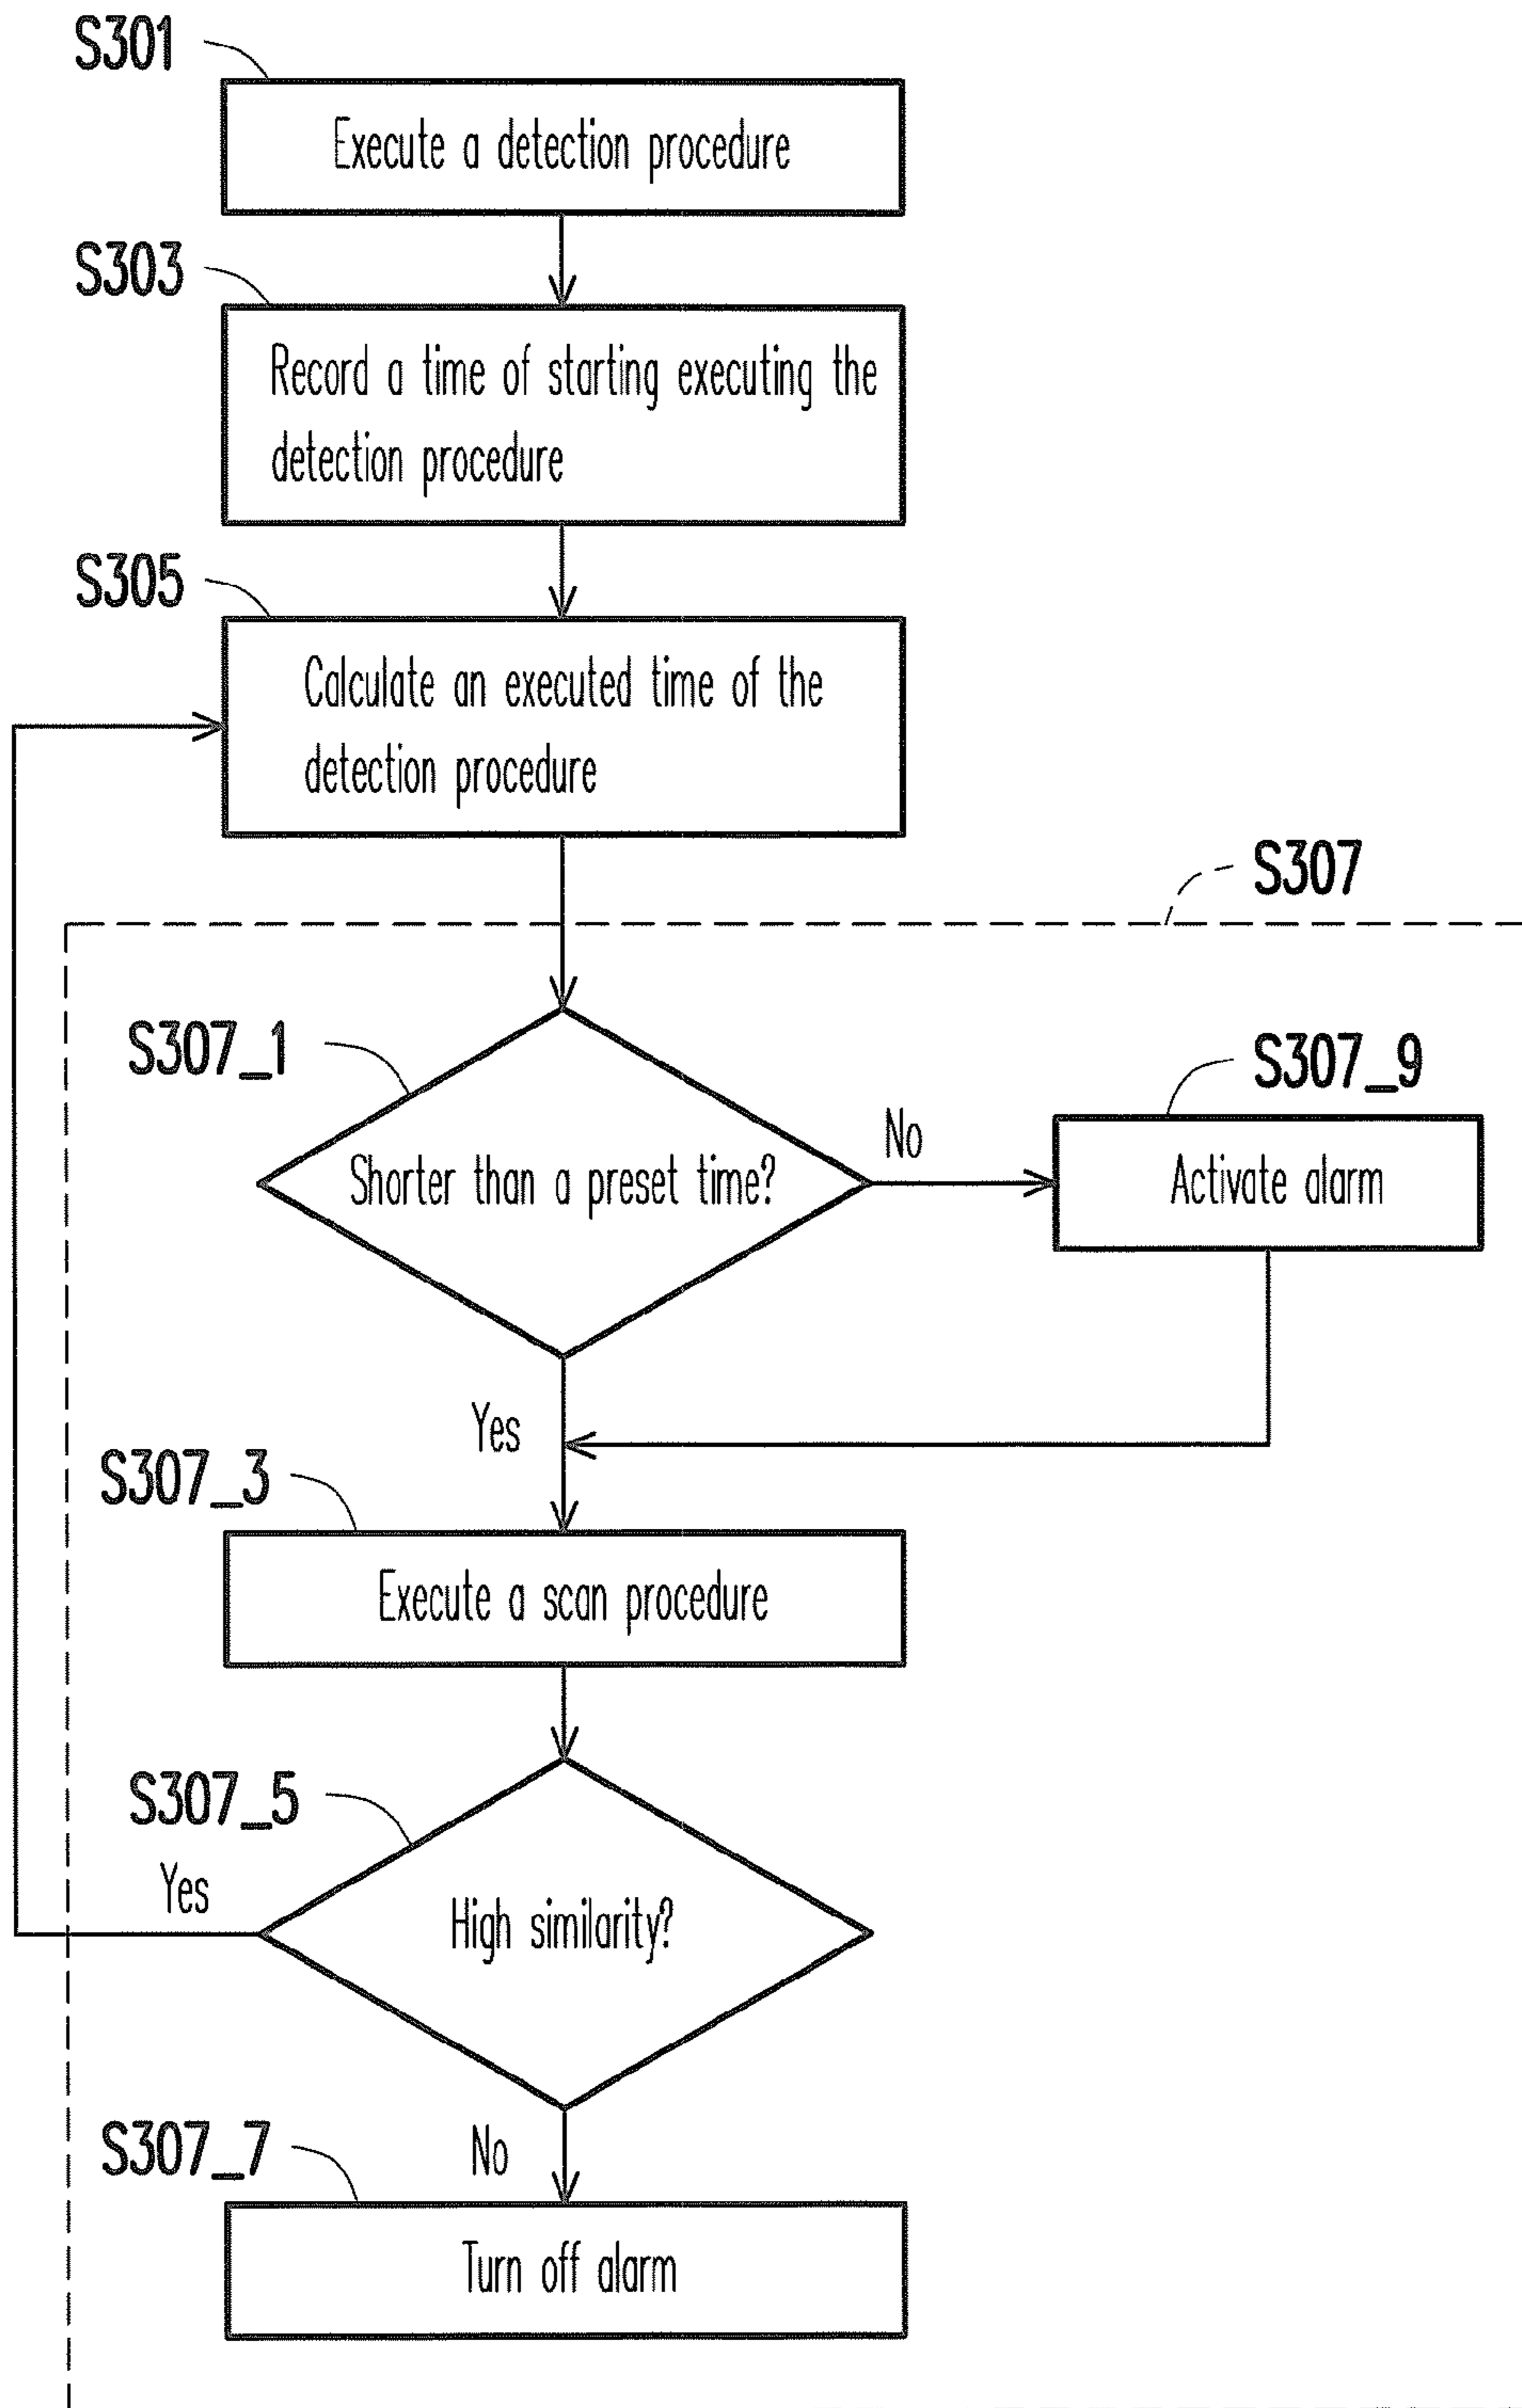 S301
Execute a detection procedure
S303
Record a time of starting executing the
detection procedure
S305
Calculate an executed time of the
detection procedure
S307
S307_1
Shorter than a preset time?
No
S307_9
Activate alarm
Yes
S307_3
Execute a scan procedure
S307_5
Yes
High similarity?
No
S307_7
Turn off alarm